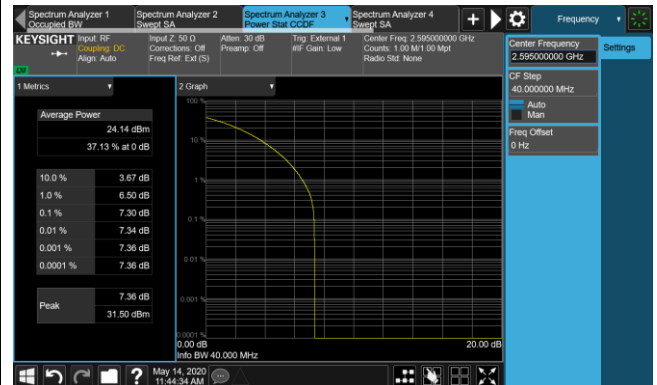 Spectrum Analyzer 1
Occupied BW
Spectrum Analyzer 2
Swept SA
Spectrum Analyzer 3
Power Stat CCDF
Spectrum Analyzer 4
Swept SA
Frequency
KEYSIGHT
Input: RF
Coupling: DC
Align: Auto
Input Z: 50 Ω
Corrections: Off
Freq Ref: Ext (S)
Atten: 30 dB
Preamp: Off
Trig: External 1
#IF Gain: Low
Center Freq: 2.595000000 GHz
Counts: 1.00 M/1.00 Mpt
Radio Std: None
Center Frequency
2.595000000 GHz
Settings
CF Step
40.000000 MHz
Auto
Man
Freq Offset
0 Hz
1 Metrics
Average Power
24.14 dBm
37.13 % at 0 dB
10.0 % 3.67 dB
1.0 % 6.50 dB
0.1 % 7.30 dB
0.01 % 7.34 dB
0.001 % 7.36 dB
0.0001 % 7.36 dB
Peak
7.36 dB
31.50 dBm
2 Graph
100 %
10 %
1 %
0.1 %
0.01 %
0.001 %
0.0001 %
0.00 dB
20.00 dB
Info BW 40.000 MHz
May 14, 2020
11:44:34 AM